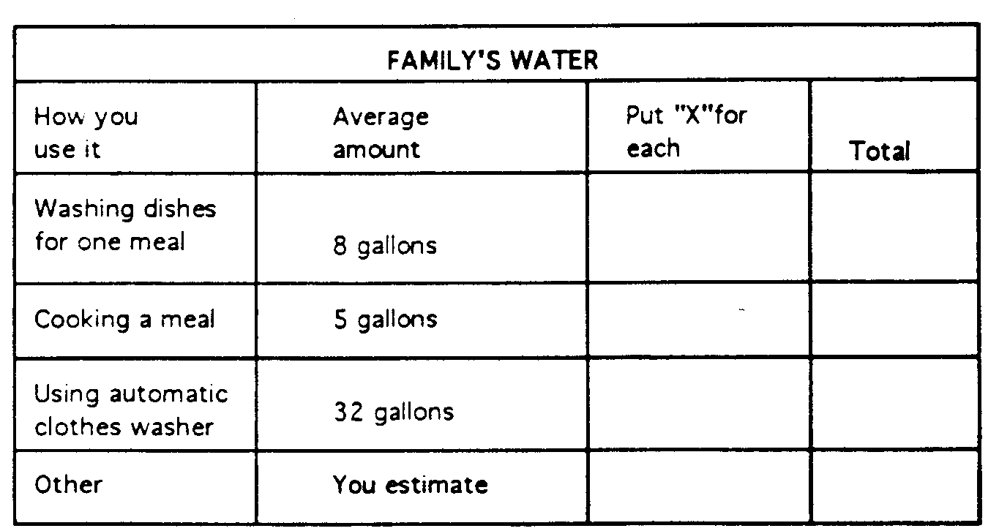 FAMILY'S WATER
How you
use it
Average
amount
Put "X"for
each
Total
Washing dishes
for one meal
8 gallons
Cooking a meal
5 gallons
Using automatic
clothes washer
32 gallons
Other
You estimate